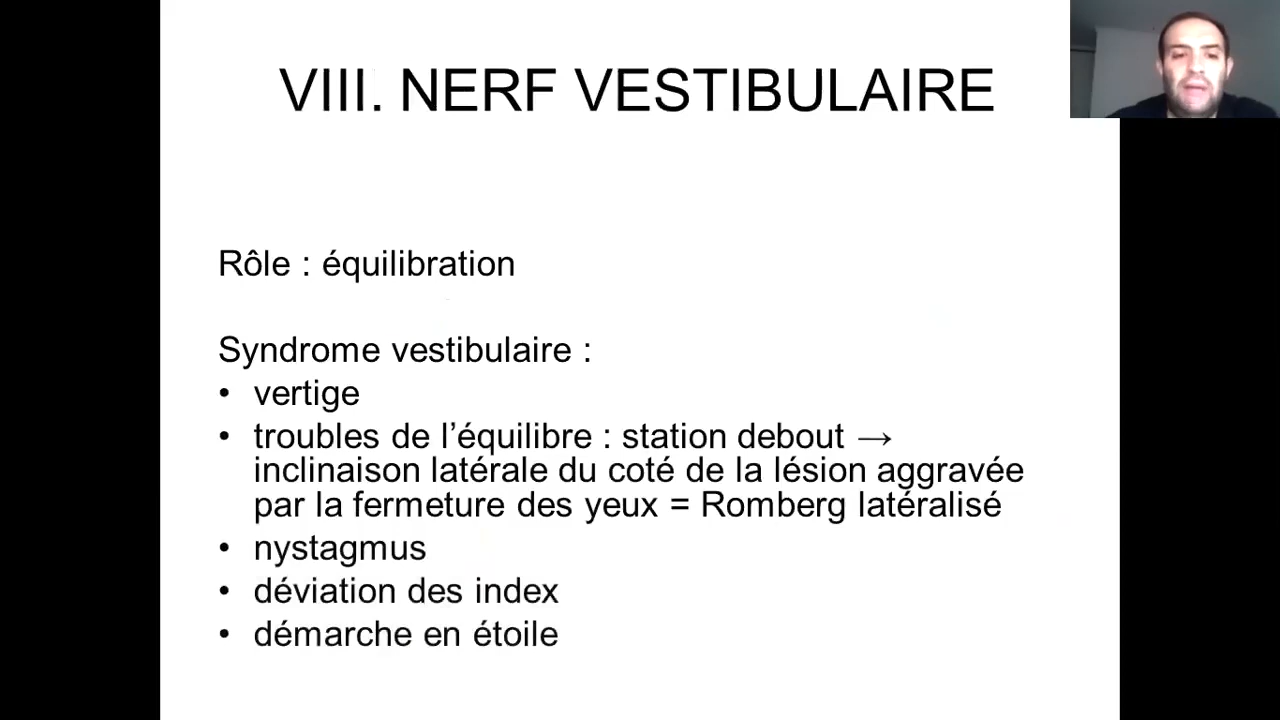 VIII. NERF VESTIBULAIRE
Rôle : équilibration
Syndrome vestibulaire :
• vertige
• troubles de l’équilibre : station debout →
inclinaison latérale du coté de la lésion aggravée
par la fermeture des yeux = Romberg latéralisé
• nystagmus
• déviation des index
• démarche en étoile